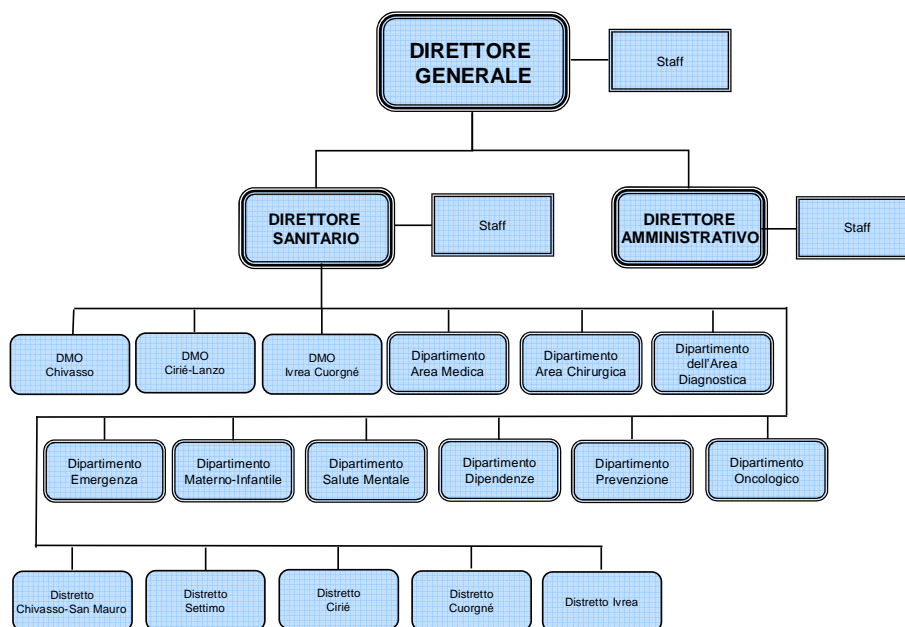 DIRETTORE
GENERALE
Staff
DIRETTORE
SANITARIO
Staff
DIRETTORE
AMMINISTRATIVO
Staff
DMO
Chivasso
DMO
Cirié-Lanzo
DMO
Ivrea Cuorgné
Dipartimento
Area Medica
Dipartimento
Area Chirurgica
Dipartimento
dell'Area
Diagnostica
Dipartimento
Emergenza
Dipartimento
Materno-Infantile
Dipartimento
Salute Mentale
Dipartimento
Dipendenze
Dipartimento
Prevenzione
Dipartimento
Oncologico
Distretto
Chivasso-San Mauro
Distretto
Settimo
Distretto
Cirié
Distretto
Cuorgné
Distretto Ivrea